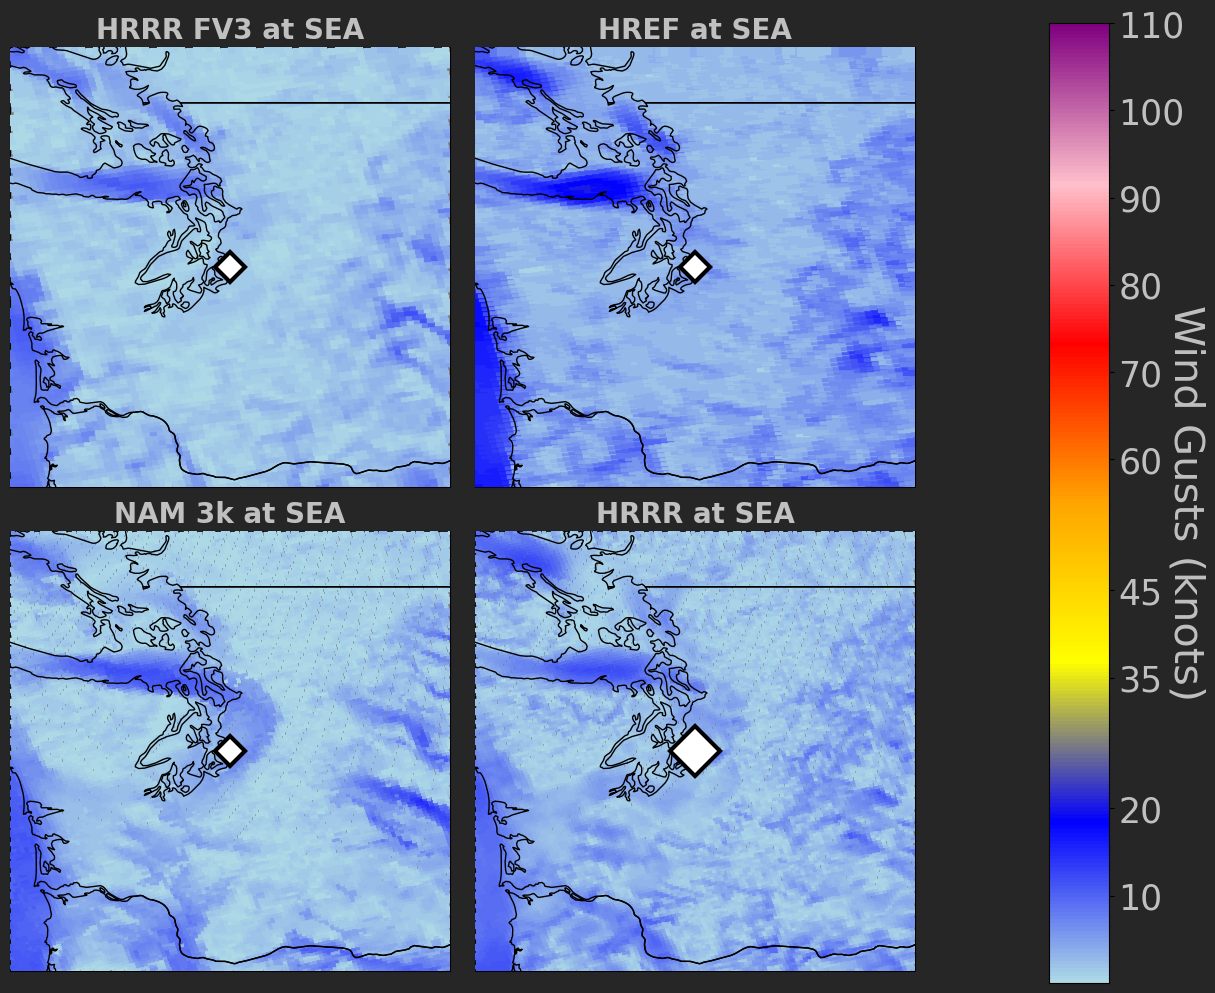 HRRR FV3 at SEA
HREF at SEA
NAM 3k at SEA
HRRR at SEA
110
100
90
80
70
60
45
35
20
10
Wind Gusts (knots)